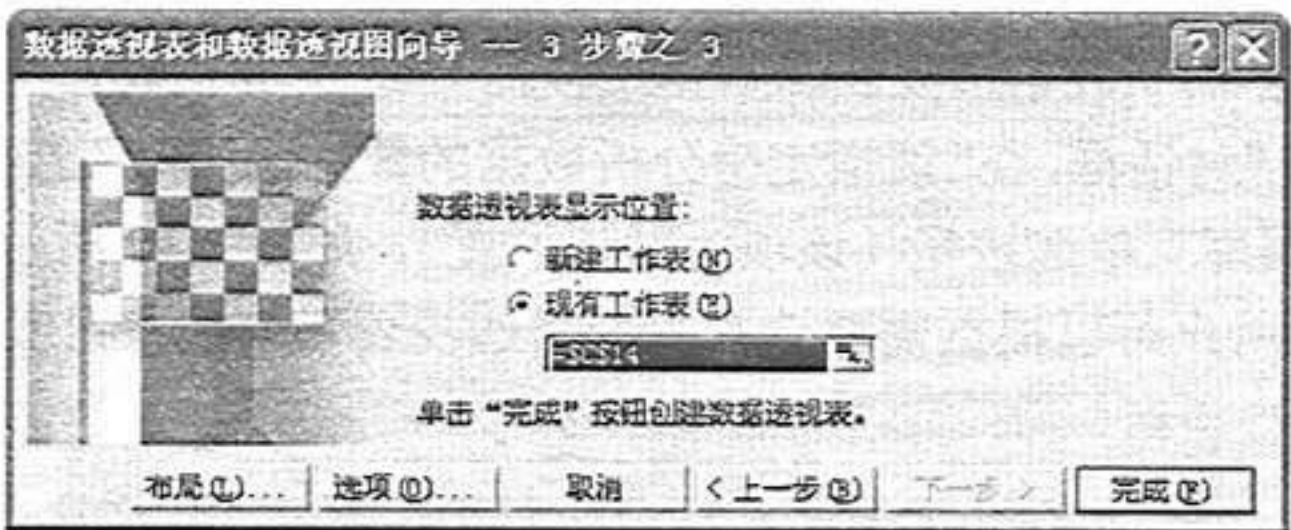 数据透视表和数据透视图向导 -- 3 步骤之 3
数据透视表显示位置：
新建工作表(N)
现有工作表(E)
单击“完成”按钮创建数据透视表。
布局(L)... 选项(O)... 取消 < 上一步(B) 下一步 > 完成(F)